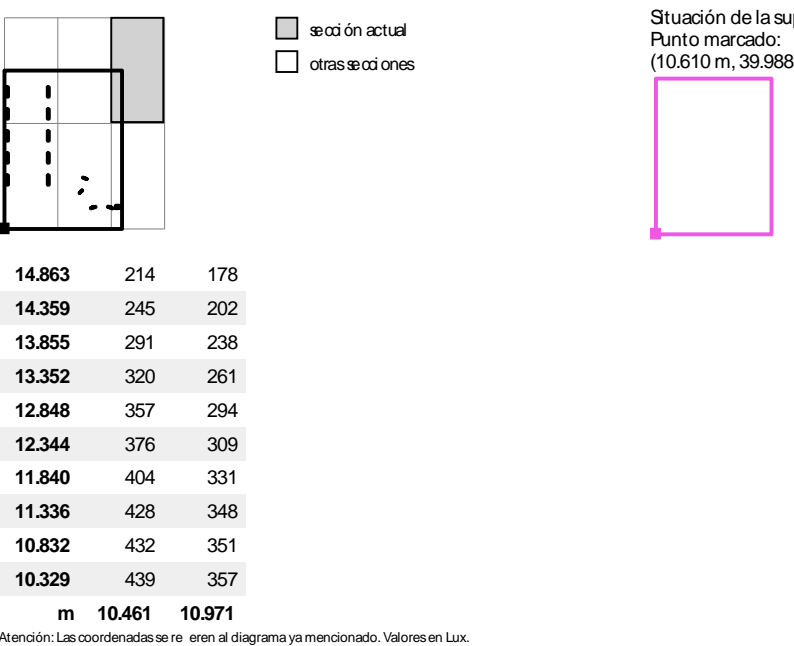 sección actual
otras secciones
Situación de la su
Punto marcado:
(10.610 m, 39.988
14.863 214 178
14.359 245 202
13.855 291 238
13.352 320 261
12.848 357 294
12.344 376 309
11.840 404 331
11.336 428 348
10.832 432 351
10.329 439 357
m 10.461 10.971
Atención: Las coordenadas se re eren al diagrama ya mencionado. Valores en Lux.